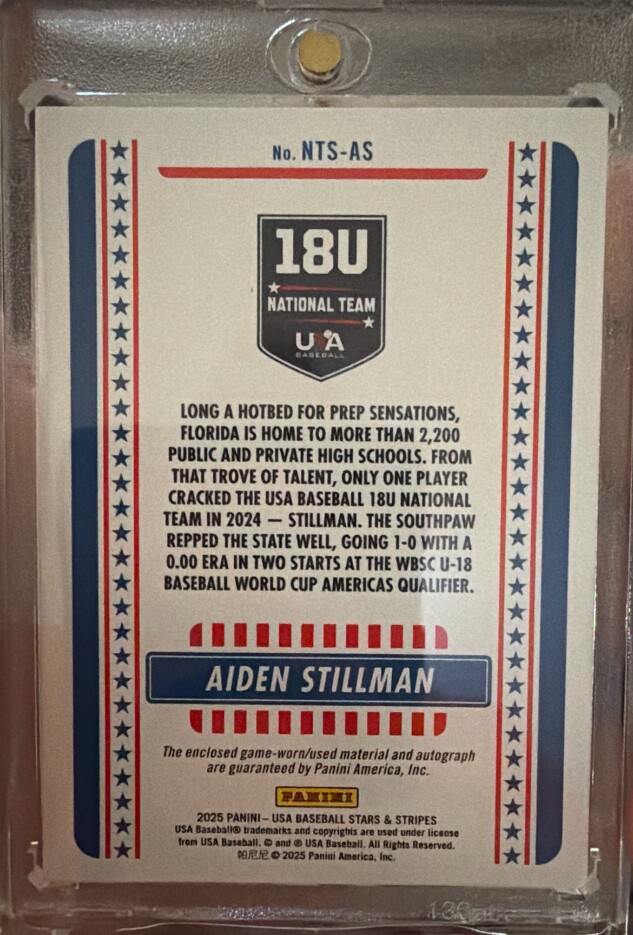 No. NTS-AS
18U
NATIONAL TEAM
USA
BASEBALL
LONG A HOTBED FOR PREP SENSATIONS,
FLORIDA IS HOME TO MORE THAN 2,200
PUBLIC AND PRIVATE HIGH SCHOOLS. FROM
THAT TROVE OF TALENT, ONLY ONE PLAYER
CRACKED THE USA BASEBALL 18U NATIONAL
TEAM IN 2024 — STILLMAN. THE SOUTHPAW
REPPED THE STATE WELL, GOING 1-0 WITH A
0.00 ERA IN TWO STARTS AT THE WBSC U-18
BASEBALL WORLD CUP AMERICAS QUALIFIER.
AIDEN STILLMAN
The enclosed game-worn/used material and autograph
are guaranteed by Panini America, Inc.
PANINI
2025 PANINI – USA BASEBALL STARS & STRIPES
USA Baseball® trademarks and copyrights are used under license
from USA Baseball. © and ® USA Baseball. All Rights Reserved.
帕尼尼 © 2025 Panini America, Inc.